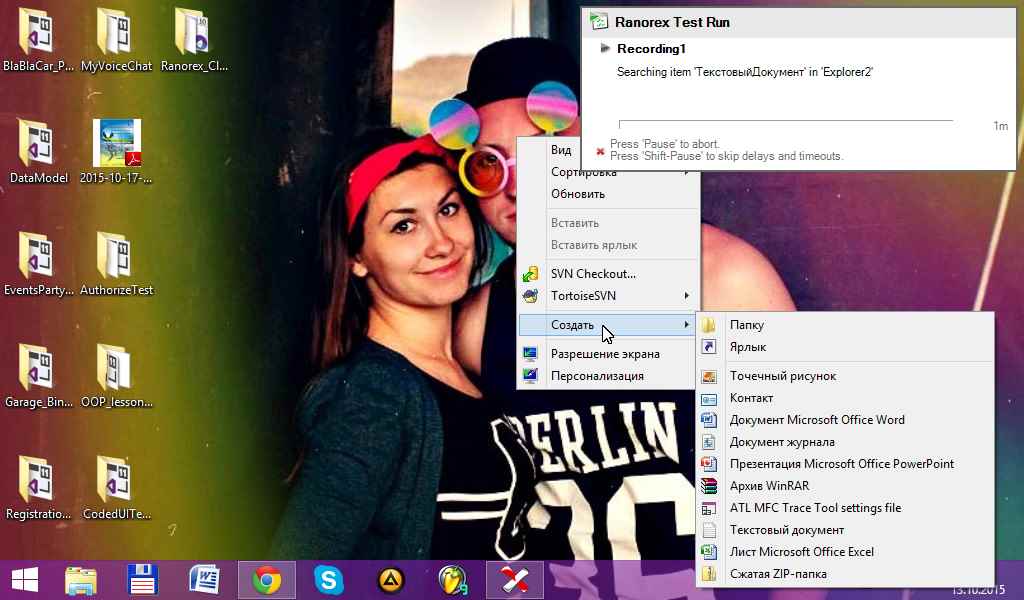 BlaBlaCar_P...
MyVoiceChat
Ranorex_Cl...
DataModel
2015-10-17-...
EventsParty...
AuthorizeTest
Garage_Bin...
OOP_lesson...
Registratio...
CodedUITe...
Ranorex Test Run
Recording1
Searching item 'ТекстовыйДокумент' in 'Explorer2'
1m
Press 'Pause' to abort.
Press 'Shift-Pause' to skip delays and timeouts.
Вид
Сортировка
Обновить
Вставить
Вставить ярлык
SVN Checkout...
TortoiseSVN
Создать
Разрешение экрана
Персонализация
Папку
Ярлык
Точечный рисунок
Контакт
Документ Microsoft Office Word
Документ журнала
Презентация Microsoft Office PowerPoint
Архив WinRAR
ATL MFC Trace Tool settings file
Текстовый документ
Лист Microsoft Office Excel
Сжатая ZIP-папка
BERLIN
13.10.2015